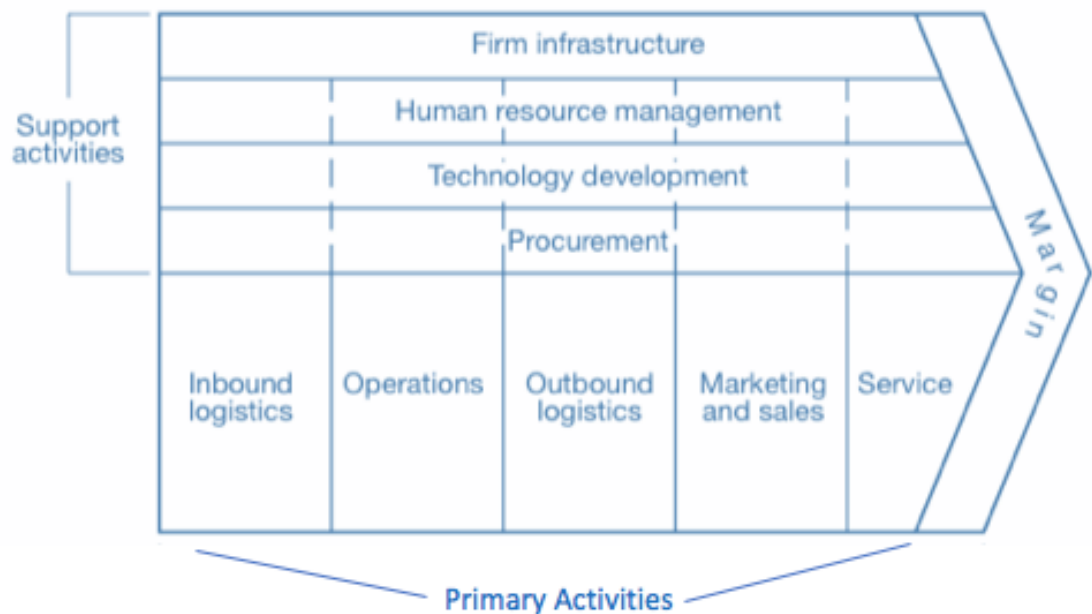 Firm infrastructure
Human resource management
Support
activities
Technology development
Procurement
Margin
Inbound
logistics
Operations
Outbound
logistics
Marketing
and sales
Service
Primary Activities